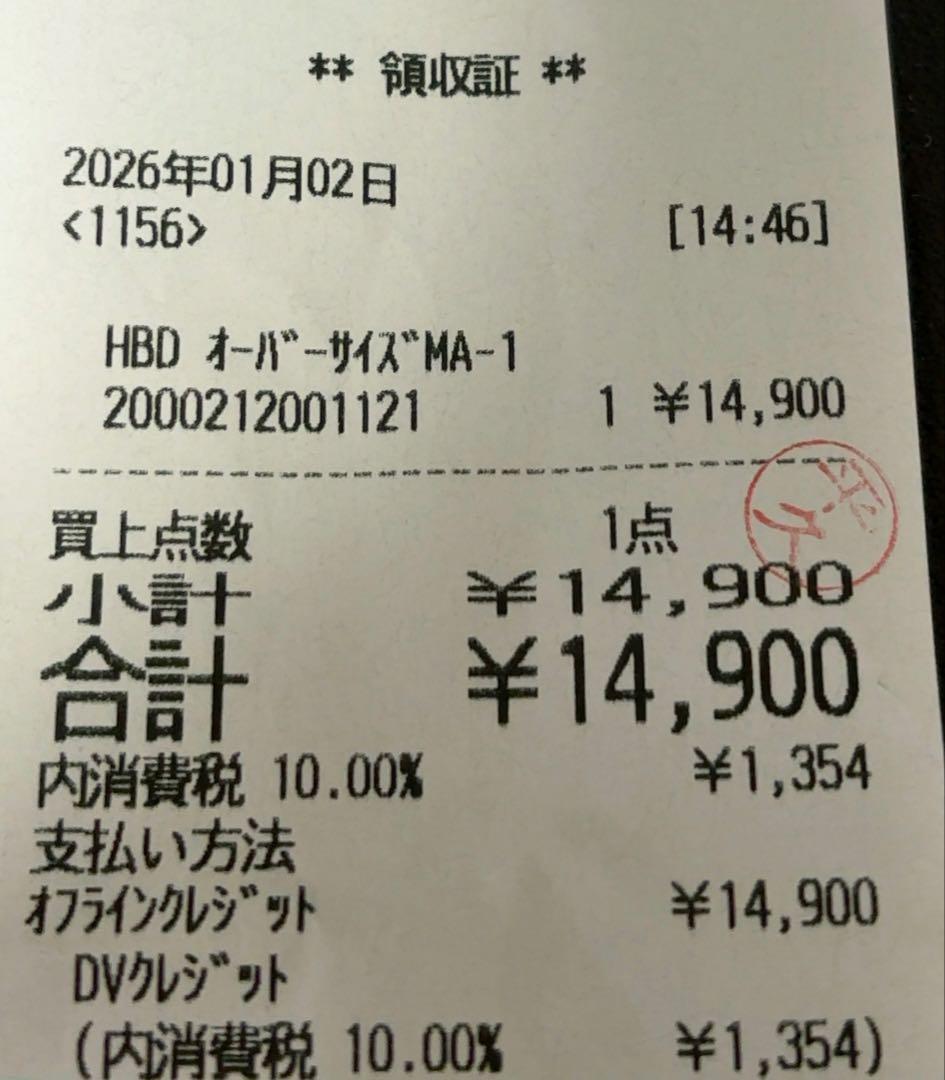 ** 領収証 **
2026年01月02日
<1156> [14:46]
HBD ｵｰﾊﾞｰｻｲｽﾞMA-1
2000212001121 1 ¥14,900
買上点数 1点
小計 ¥14,900
合計 ¥14,900
内消費税 10.00% ¥1,354
支払い方法
ｵﾌﾗｲﾝｸﾚｼﾞｯﾄ ¥14,900
DVｸﾚｼﾞｯﾄ
(内消費税 10.00% ¥1,354)